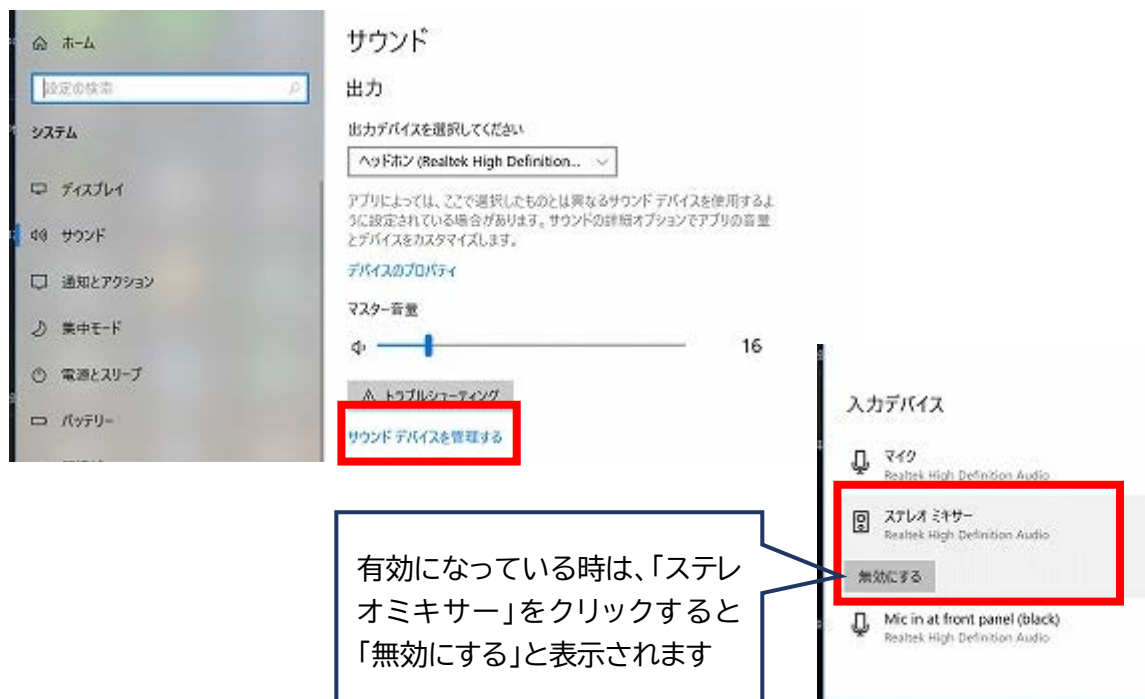 ホーム
設定の検索
システム
ディスプレイ
サウンド
通知とアクション
集中モード
電源とスリープ
バッテリー
サウンド
出力
出力デバイスを選択してください
ヘッドホン (Realtek High Definition...
アプリによっては、ここで選択したものとは異なるサウンド デバイスを使用するよ
うに設定されている場合があります。サウンドの詳細オプションでアプリの音量
とデバイスをカスタマイズします。
デバイスのプロパティ
マスター音量
16
トラブルシューティング
サウンド デバイスを管理する
入力デバイス
マイク
Realtek High Definition Audio
ステレオ ミキサー
Realtek High Definition Audio
無効にする
Mic in at front panel (black)
Realtek High Definition Audio
有効になっている時は、「ステレ
オミキサー」をクリックすると
「無効にする」と表示されます